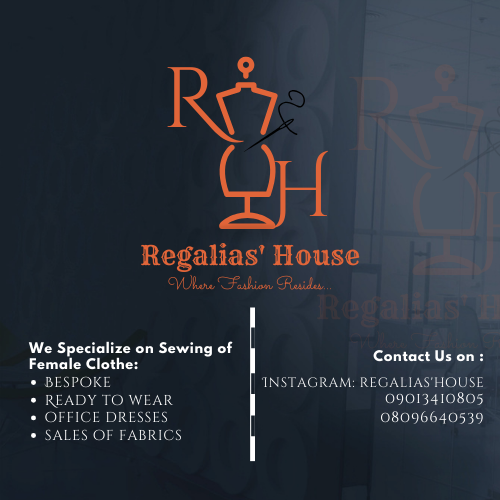 R
H
Regalias' House
Where Fashion Resides...
Regalias' H
We Specialize on Sewing of
Female Clothe:
• Bespoke
• Ready to wear
• Office dresses
• Sales of fabrics
Contact Us on :
Instagram: regalias'house
09013410805
08096640539